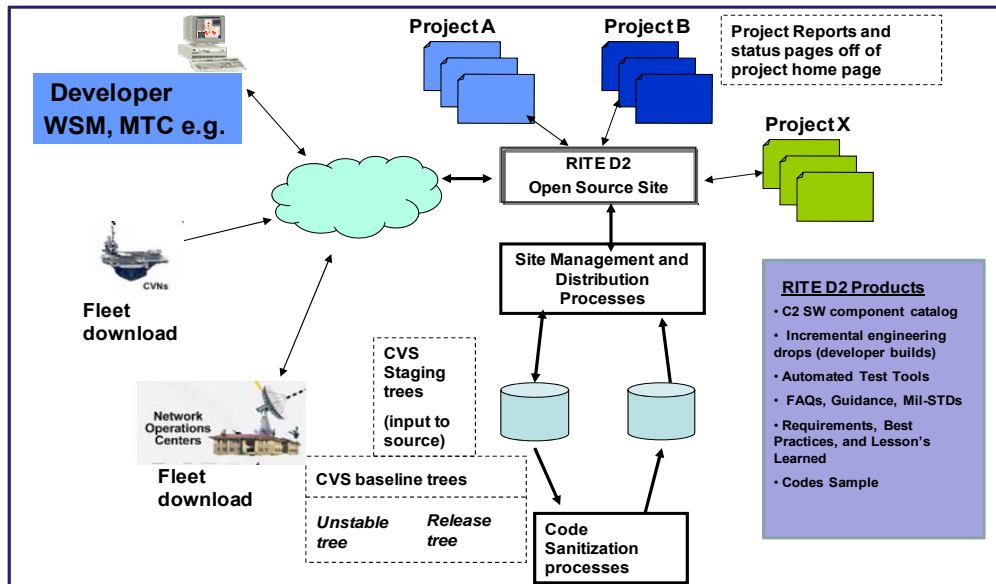 Project A
Project B
Project Reports and
status pages off of
project home page
Developer
WSM, MTC e.g.
Project X
RITE D2
Open Source Site
CVNs
Fleet
download
Site Management and
Distribution
Processes
RITE D2 Products
• C2 SW component catalog
• Incremental engineering
drops (developer builds)
• Automated Test Tools
• FAQs, Guidance, Mil-STDs
• Requirements, Best
Practices, and Lesson's
Learned
• Codes Sample
CVS
Staging
trees
(input to
source)
Network
Operations
Centers
Fleet
download
CVS baseline trees
Unstable
tree
Release
tree
Code
Sanitization
processes